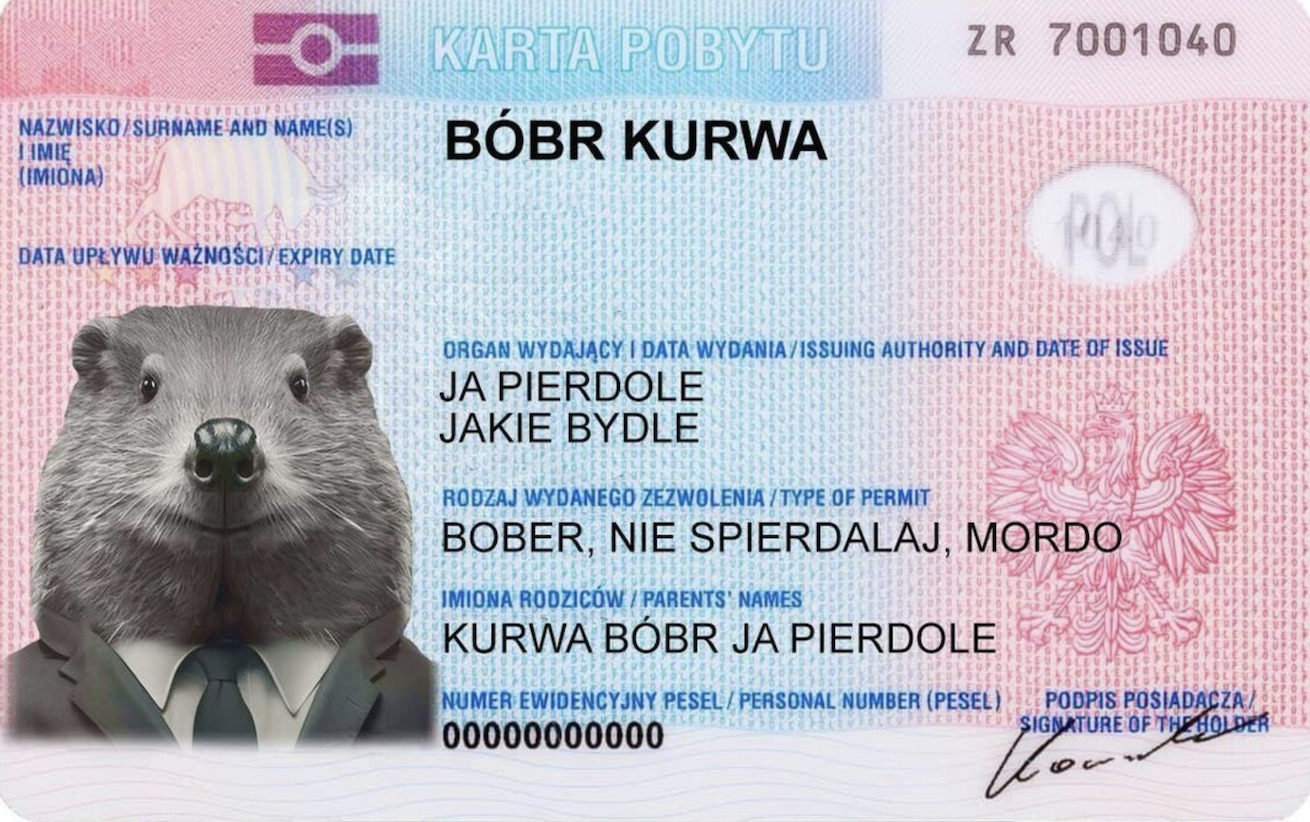 KARTA POBYTU
ZR 7001040
NAZWISKO/SURNAME AND NAME(S)
I IMIĘ
(IMIONA)
BÓBR KURWA
POL
DATA UPŁYWU WAŻNOŚCI/EXPIRY DATE
ORGAN WYDAJĄCY I DATA WYDANIA/ISSUING AUTHORITY AND DATE OF ISSUE
JA PIERDOLE
JAKIE BYDLE
RODZAJ WYDANEGO ZEZWOLENIA/TYPE OF PERMIT
BOBER, NIE SPIERDALAJ, MORDO
IMIONA RODZICÓW / PARENTS' NAMES
KURWA BÓBR JA PIERDOLE
NUMER EWIDENCYJNY PESEL/ PERSONAL NUMBER (PESEL)
00000000000
PODPIS POSIADACZA/
SIGNATURE OF THE HOLDER